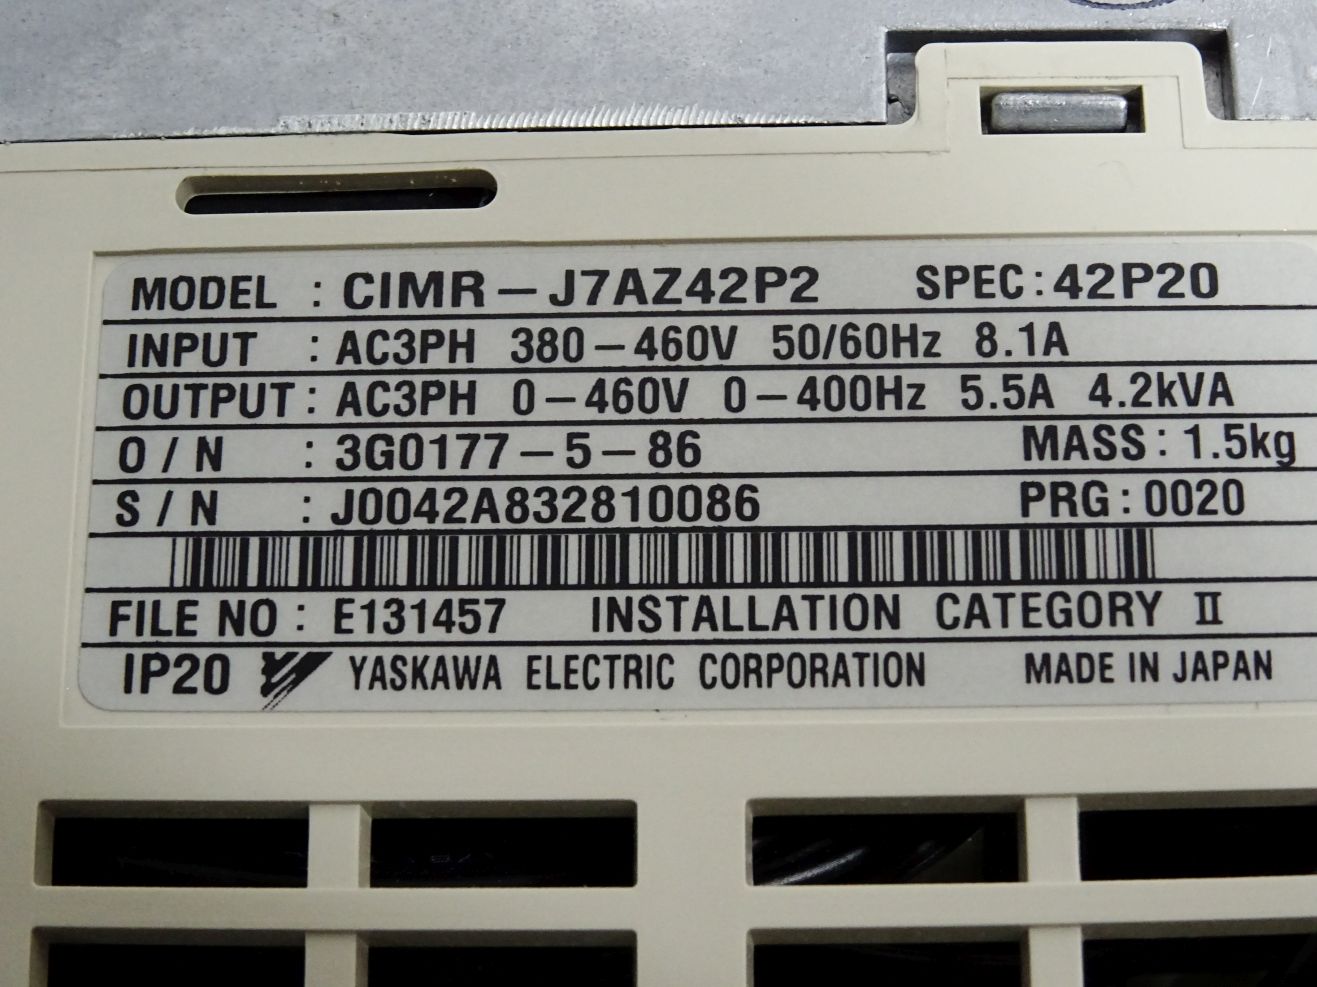 MODEL : CIMR-J7AZ42P2 SPEC: 42P20
INPUT : AC3PH 380-460V 50/60Hz 8.1A
OUTPUT : AC3PH 0-460V 0-400Hz 5.5A 4.2kVA
O/N : 3G0177-5-86 MASS: 1.5kg
S/N : J0042A832810086 PRG: 0020
FILE NO : E131457 INSTALLATION CATEGORY II
IP20 YASKAWA ELECTRIC CORPORATION MADE IN JAPAN